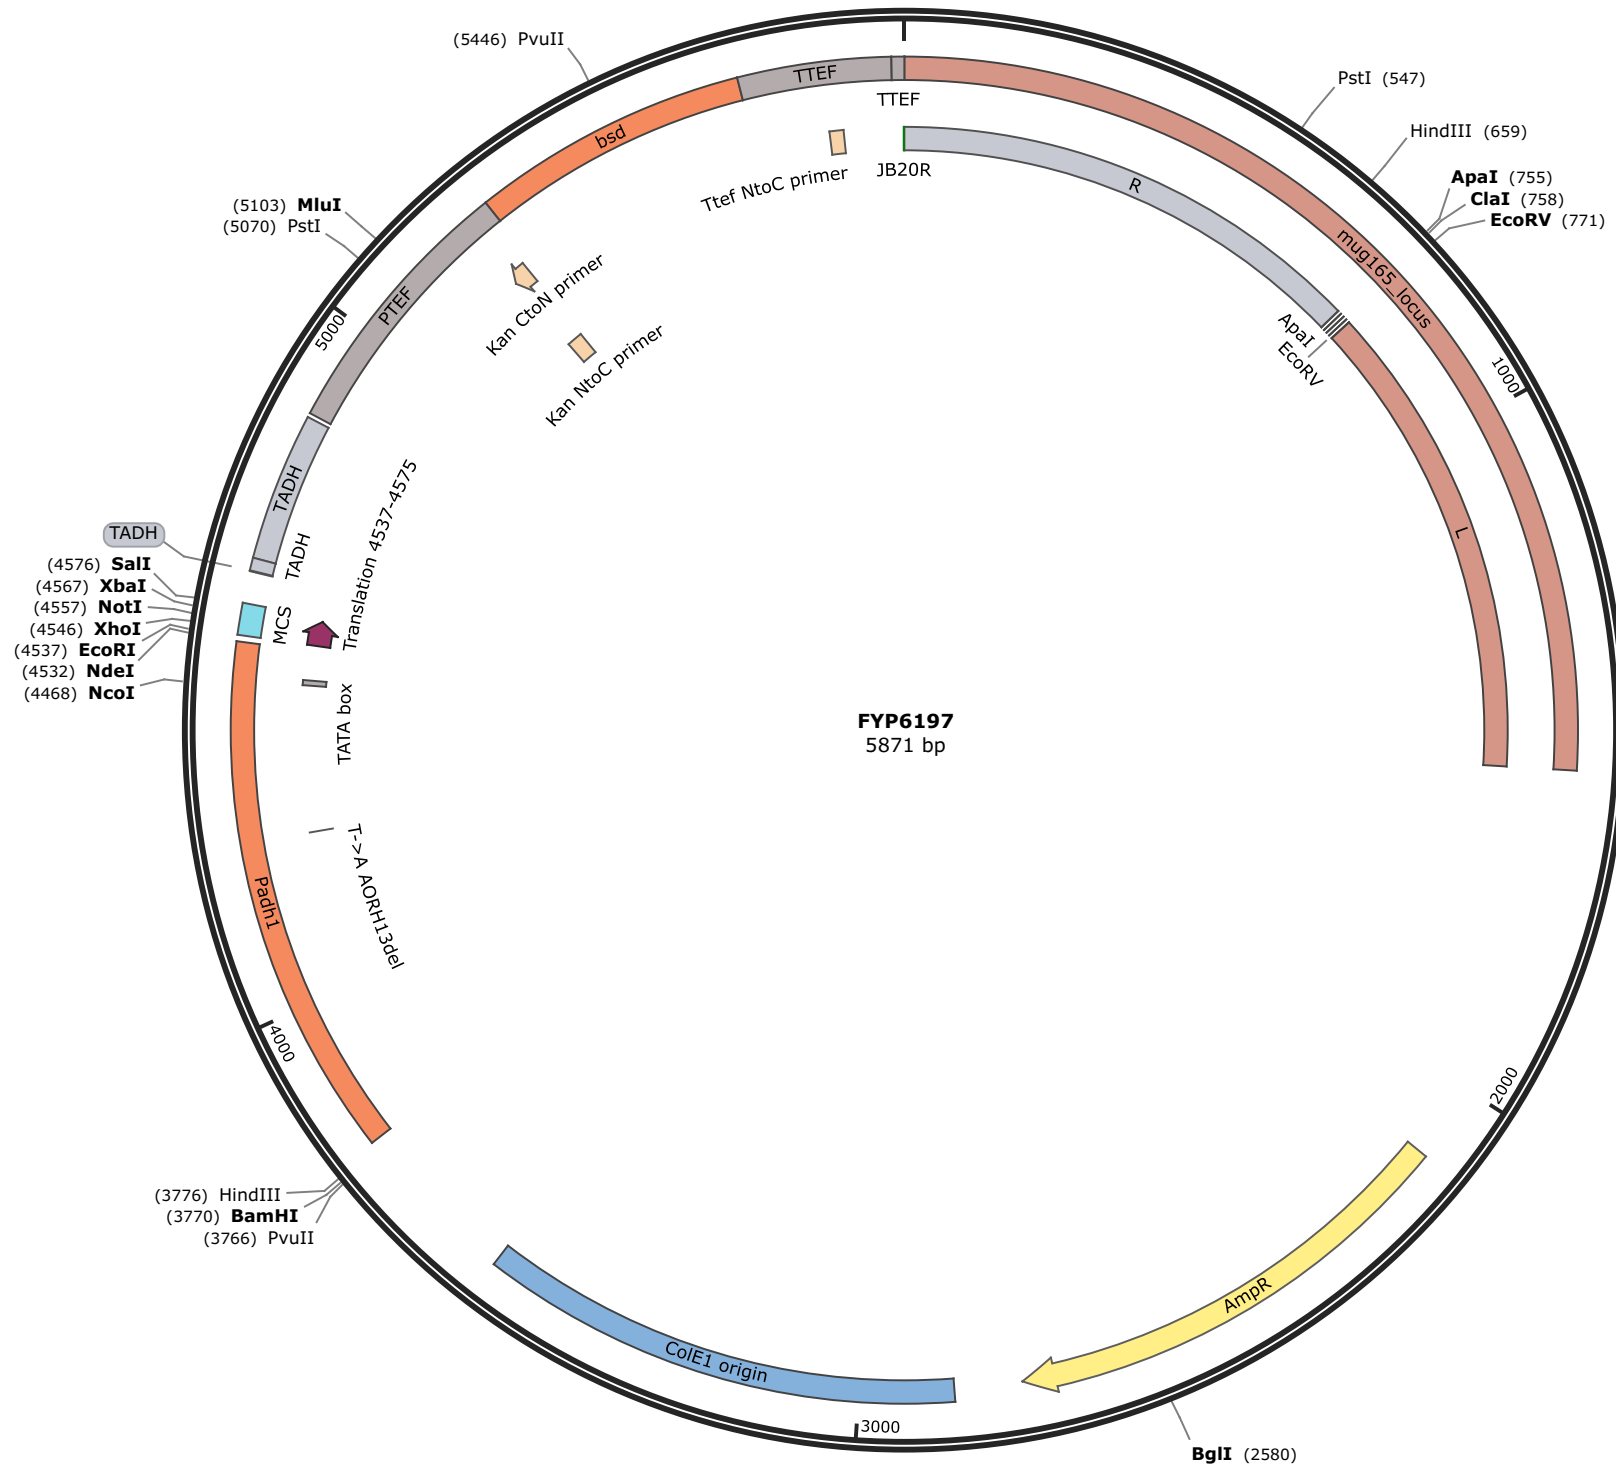 (5446) PvuII
TTEF
TTEF
PstI (547)
bsd
HindIII (659)
Ttef NtoC primer
JB20R
R
ApaI (755)
ClaI (758)
EcoRV (771)
(5103) MluI
(5070) PstI
mug165_locus
PTEF
Kan CtoN primer
5000
ApaI
EcoRV
Kan NtoC primer
1000
TADH
TADH
TADH
Translation 4537-4575
L
(4576) SalI
(4567) XbaI
(4557) NotI
(4546) XhoI
(4537) EcoRI
(4532) NdeI
(4468) NcoI
MCS
TATA box
FYP6197
5871 bp
T->A AORH13del
Padh1
4000
2000
(3776) HindIII
(3770) BamHI
(3766) PvuII
AmpR
ColE1 origin
3000
BglI (2580)